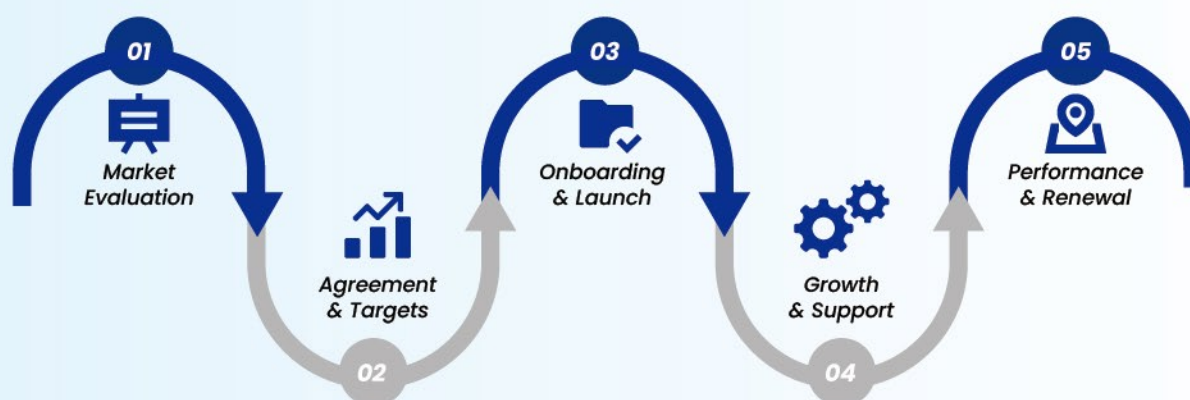 01
Market
Evaluation
02
Agreement
& Targets
03
Onboarding
& Launch
04
Growth
& Support
05
Performance
& Renewal